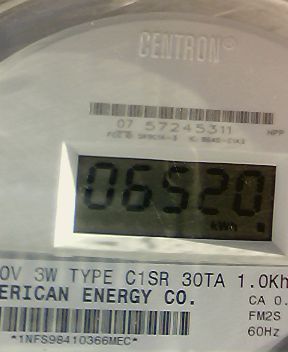 CENTRON®
07 57245311
HPP
06520
kWh
0V 3W TYPE C1SR 30TA 1.0Kh
ERICAN ENERGY CO.
CA 0.
FM2S
60Hz
*1NFS98410366MEC*